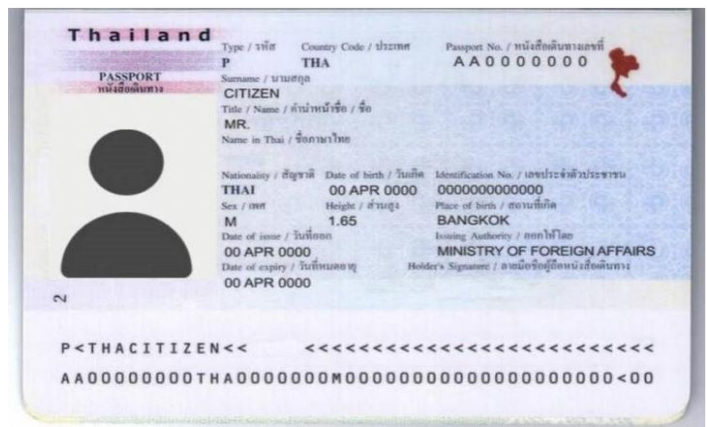 Thailand
PASSPORT
หนังสือเดินทาง
Type / รหัส Country Code / ประเทศ Passport No. / หนังสือเดินทางเลขที่
P THA AA0000000
Surname / นามสกุล
CITIZEN
Title / Name / คำนำหน้าชื่อ / ชื่อ
MR.
Name in Thai / ชื่อภาษาไทย
Nationality / สัญชาติ Date of birth / วันเกิด Identification No. / เลขประจำตัวประชาชน
THAI 00 APR 0000 0000000000000
Sex / เพศ Height / ส่วนสูง Place of birth / สถานที่เกิด
M 1.65 BANGKOK
Date of issue / วันที่ออก Issuing Authority / ออกให้โดย
00 APR 0000 MINISTRY OF FOREIGN AFFAIRS
Date of expiry / วันที่หมดอายุ Holder's Signature / ลายมือชื่อผู้ถือหนังสือเดินทาง
00 APR 0000
2
P<THACITIZEN<< <<<<<<<<<<<<<<<<<<<<<<<<<<
AA00000000THA0000000M00000000000000000000<00